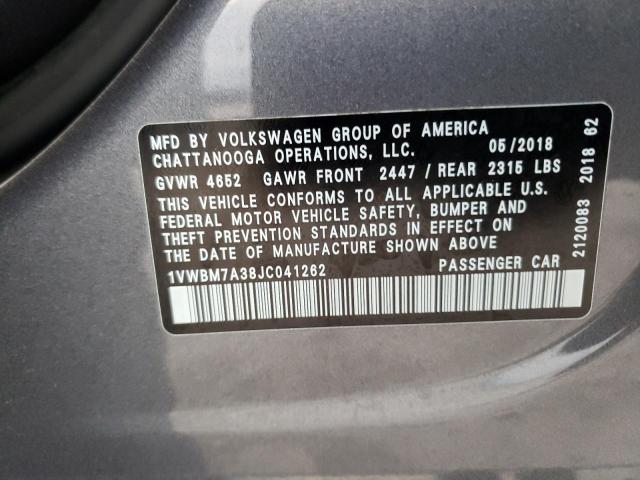 MFD BY VOLKSWAGEN GROUP OF AMERICA
CHATTANOOGA OPERATIONS, LLC. 05/2018
GVWR 4652 GAWR FRONT 2447 / REAR 2315 LBS
THIS VEHICLE CONFORMS TO ALL APPLICABLE U.S.
FEDERAL MOTOR VEHICLE SAFETY, BUMPER AND
THEFT PREVENTION STANDARDS IN EFFECT ON
THE DATE OF MANUFACTURE SHOWN ABOVE
1VWBM7A38JC041262 PASSENGER CAR
2120083 2018 62